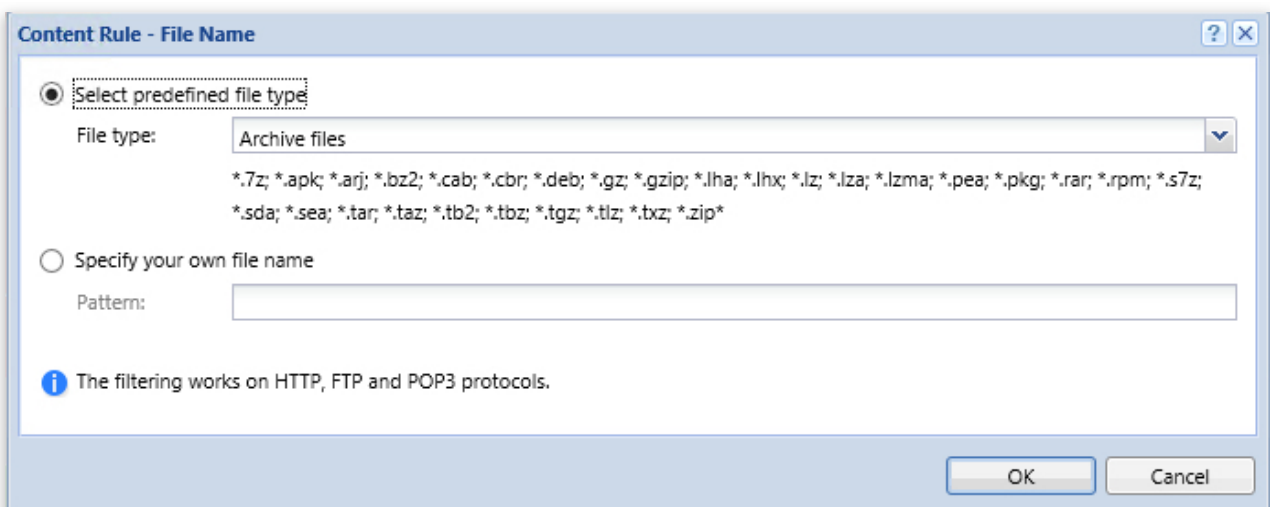 Content Rule - File Name
Select predefined file type
File type: Archive files
*.7z; *.apk; *.arj; *.bz2; *.cab; *.cbr; *.deb; *.gz; *.gzip; *.lha; *.lhx; *.lz; *.lza; *.lzma; *.pea; *.pkg; *.rar; *.rpm; *.s7z;
*.sda; *.sea; *.tar; *.taz; *.tb2; *.tbz; *.tgz; *.tlz; *.txz; *.zip*
Specify your own file name
Pattern:
The filtering works on HTTP, FTP and POP3 protocols.
OK Cancel